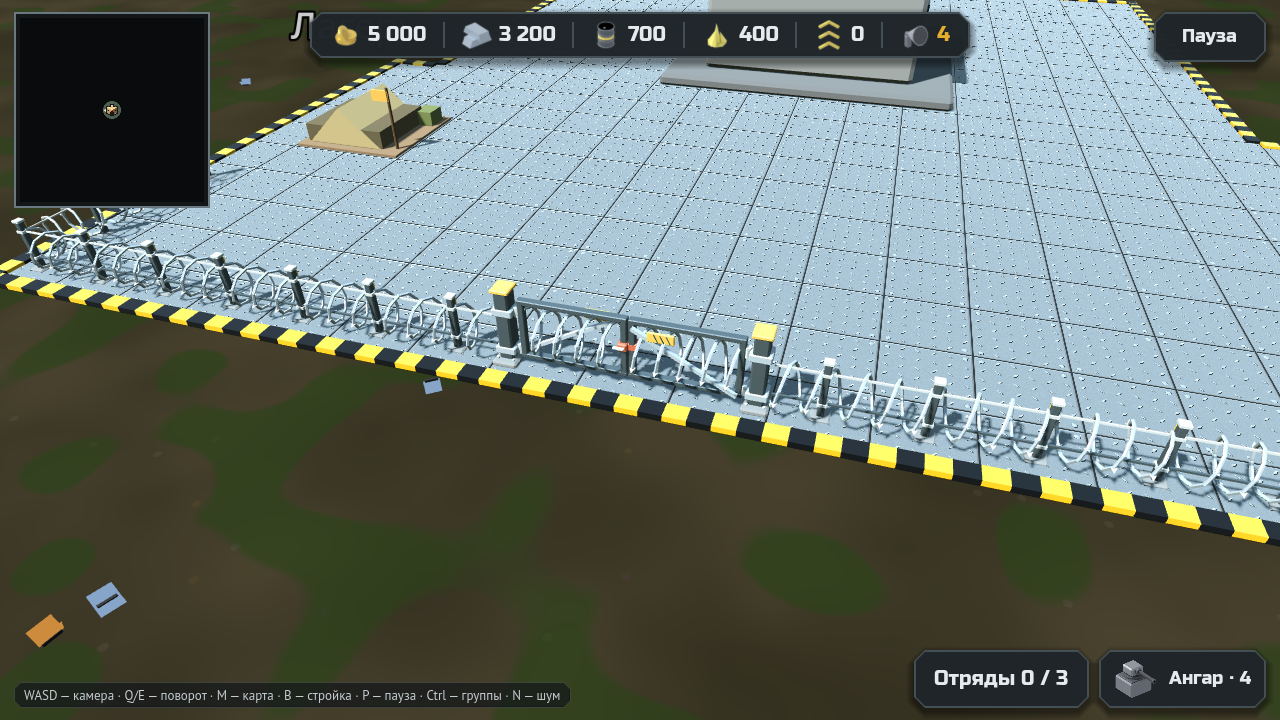 5 000 3 200 700 400 0 4
Пауза
WASD — камера · Q/E — поворот · M — карта · B — стройка · P — пауза · Ctrl — группы · N — шум
Отряды 0 / 3
Ангар · 4